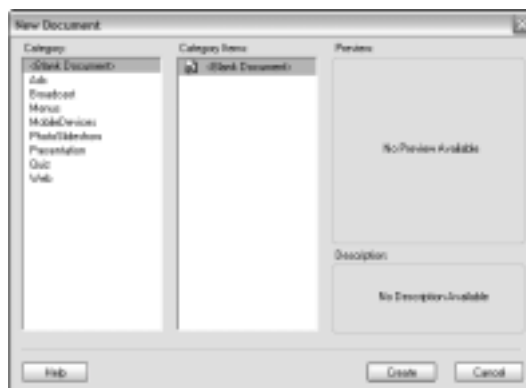 New Document
Category:
<Blank Document>
Ads
Broadcast
Menus
MobileDevices
PhotoSlideshow
Presentation
Quiz
Web
Category Items:
<Blank Document>
Preview:
No Preview Available
Description:
No Description Available
Help
Create
Cancel